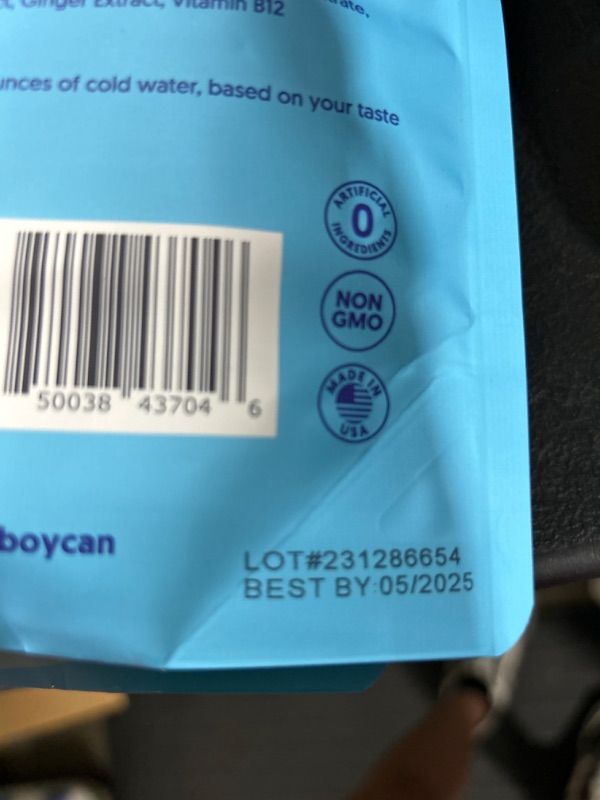 Ginger Extract, Vitamin B12
of cold water, based on your taste
ARTIFICIAL
0
INGREDIENTS
NON
GMO
MADE IN
USA
50038 43704 6
boycan
LOT#231286654
BEST BY:05/2025